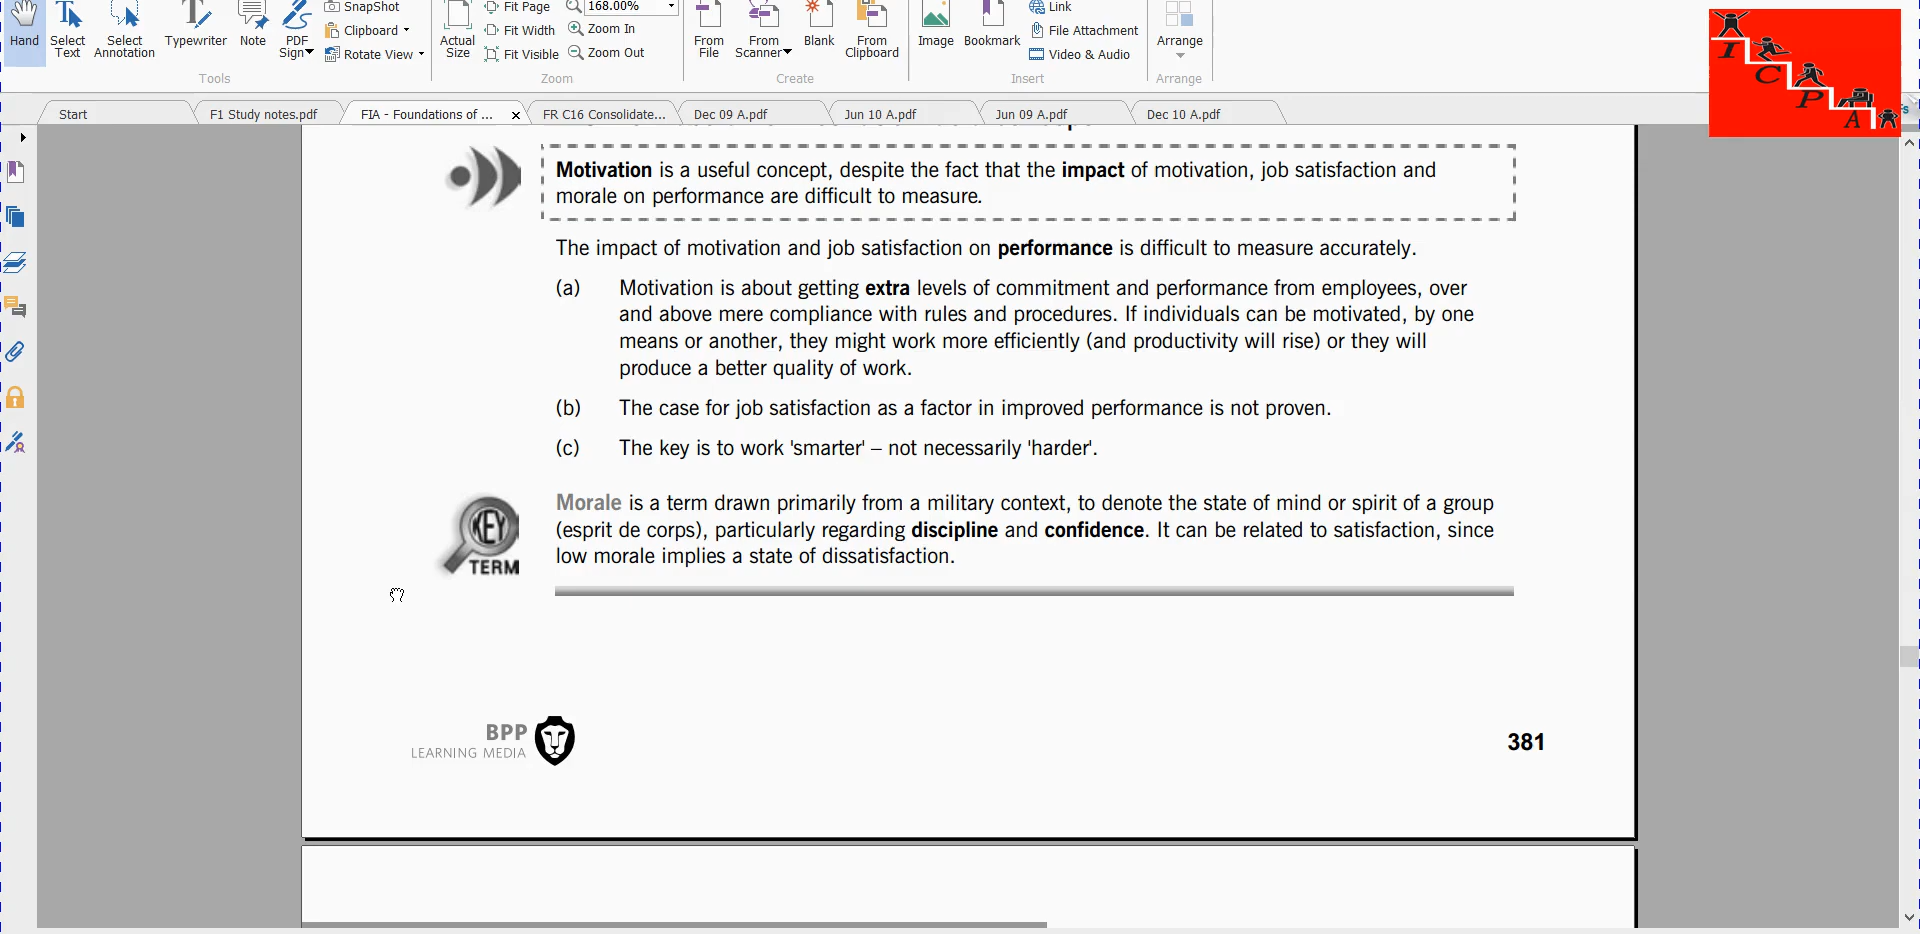 SnapShot
Fit Page
168.00%
Link
Hand
Select
Text
Select
Annotation
Typewriter
Note
PDF
Sign
Clipboard
Rotate View
Actual
Size
Fit Width
Fit Visible
Zoom In
Zoom Out
From
File
From
Scanner
Blank
From
Clipboard
Image
Bookmark
File Attachment
Video & Audio
Arrange
Tools
Zoom
Create
Insert
Arrange
I
C
P
A
Start
F1 Study notes.pdf
FIA - Foundations of ...
FR C16 Consolidate...
Dec 09 A.pdf
Jun 10 A.pdf
Jun 09 A.pdf
Dec 10 A.pdf
Motivation is a useful concept, despite the fact that the impact of motivation, job satisfaction and
morale on performance are difficult to measure.
The impact of motivation and job satisfaction on performance is difficult to measure accurately.
(a) Motivation is about getting extra levels of commitment and performance from employees, over
and above mere compliance with rules and procedures. If individuals can be motivated, by one
means or another, they might work more efficiently (and productivity will rise) or they will
produce a better quality of work.
(b) The case for job satisfaction as a factor in improved performance is not proven.
(c) The key is to work 'smarter' – not necessarily 'harder'.
KEY
TERM
Morale is a term drawn primarily from a military context, to denote the state of mind or spirit of a group
(esprit de corps), particularly regarding discipline and confidence. It can be related to satisfaction, since
low morale implies a state of dissatisfaction.
BPP
LEARNING MEDIA
381